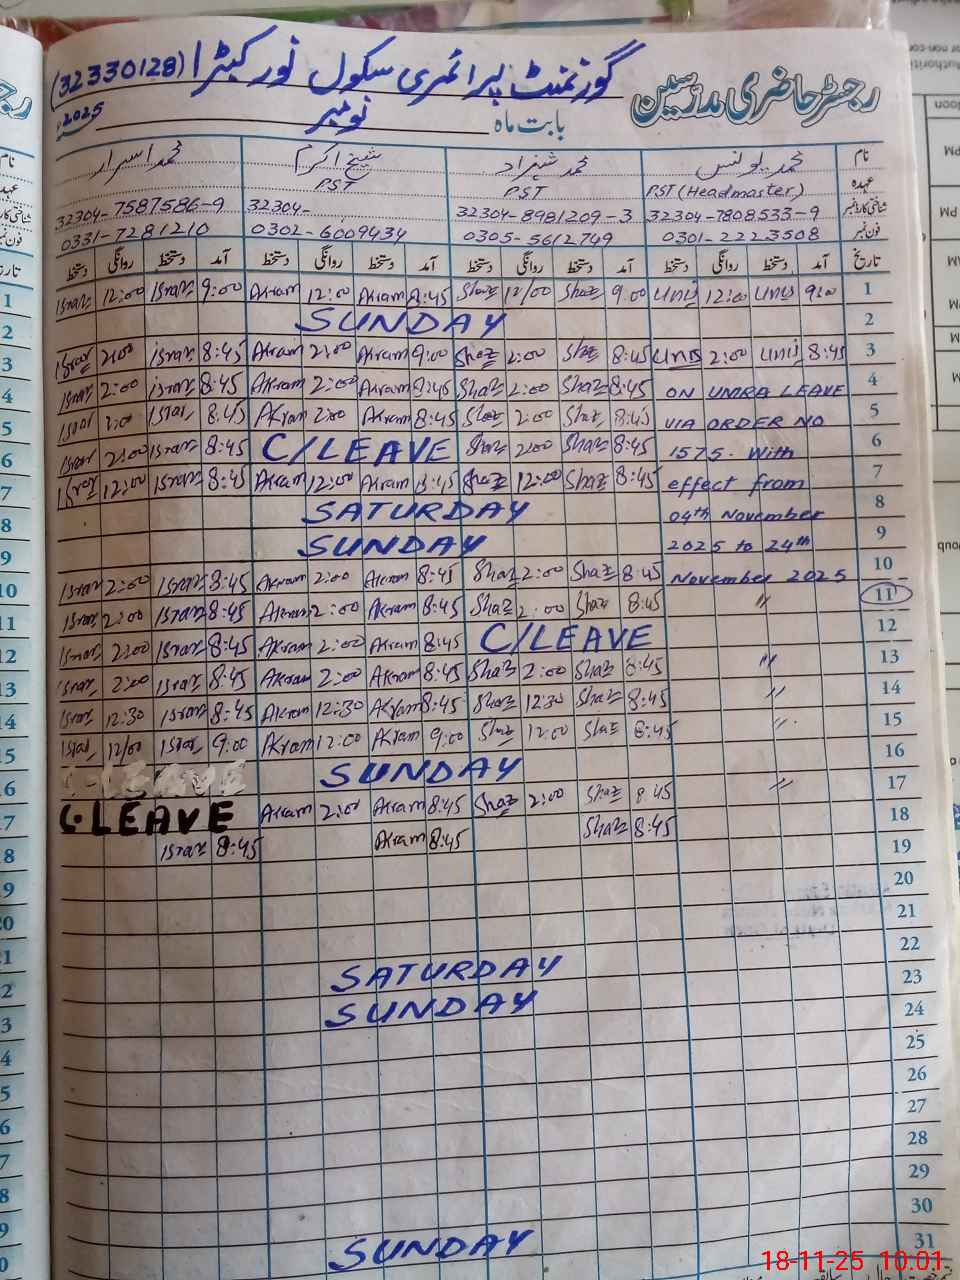 گورنمنٹ پرائمری سکول نور کبڑا (32330128)
رجسٹر حاضری مدرسین
بابت ماہ نومبر 2025ء
نام محمد یونس محمد شہزاد شیخ اکرم محمد اسرار
عہدہ PST (Headmaster) PST PST
شناختی کارڈ نمبر 32304-7808533-9 32304-8981209-3 32304- 32304-7587586-9
فون نمبر 0301-2223508 0305-5612749 0302-6009434 0331-7281210
تاریخ آمد دستخط روانگی دستخط آمد دستخط روانگی دستخط آمد دستخط روانگی دستخط آمد دستخط روانگی دستخط
Israr 12:00 Israr 9:00 Akram 12:00 Akram 8:45 Shaz 12/00 Shaz 9:00 Unis 12:00 Unis 9:00 1
SUNDAY 2
Israr 2:00 Israr 8:45 Akram 2:00 Akram 9:00 Shaz 2:00 Shaz 8:45 Unis 2:00 Unis 8:45 3
Israr 2:00 Israr 8:45 Akram 2:00 Akram Shaz 2:00 Shaz 8:45 ON UMRA LEAVE 4
Israr 2:00 Israr 8:45 Akram 2:00 Akram 8:45 Shaz 2:00 Shaz 8:45 VIA ORDER NO 5
Israr 2:00 Israr 8:45 C/LEAVE Shaz 2:00 Shaz 8:45 1575. With 6
Israr 12:00 Israr 8:45 Akram 12:00 Akram 8:45 Shaz 12:00 Shaz 8:45 effect from 7
SATURDAY 04th November 8
SUNDAY 2025 to 24th 9
Israr 2:00 Israr 8:45 Akram 2:00 Akram 8:45 Shaz 2:00 Shaz 8:45 November 2025 10
Israr 2:00 Israr 8:45 Akram 2:00 Akram 8:45 Shaz 2:00 Shaz 8:45 〃 11
Israr 2:00 Israr 8:45 Akram 2:00 Akram 8:45 C/LEAVE 12
Israr 2:00 Israr 8:45 Akram 2:00 Akram 8:45 Shaz 2:00 Shaz 8:45 〃 13
Israr 12:30 Israr 8:45 Akram 12:30 Akram 8:45 Shaz 12:30 Shaz 8:45 〃 14
Israr 12/00 Israr 9:00 Akram 12:00 Akram 9:00 Shaz 12:00 Shaz 8:45 〃 15
C-LEAVE SUNDAY 16
C.LEAVE Akram 2:00 Akram 8:45 Shaz 2:00 Shaz 8:45 〃 17
Israr 8:45 Akram 8:45 Shaz 8:45 18
19
20
21
SATURDAY 22
SUNDAY 23
24
25
26
27
28
29
30
SUNDAY 31
18-11-25 10.01